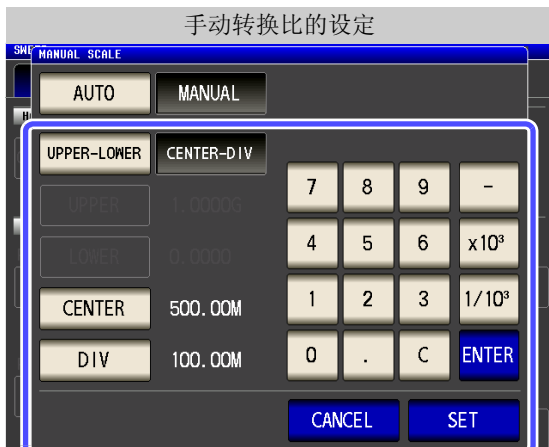 手动转换比的设定
SWE
MANUAL SCALE
AUTO MANUAL
H
UPPER-LOWER CENTER-DIV
7 8 9 -
UPPER 1.0000G
4 5 6 x10³
LOWER 0.0000
1 2 3 1/10³
CENTER 500.00M
DIV 100.00M
0 . C ENTER
CANCEL SET